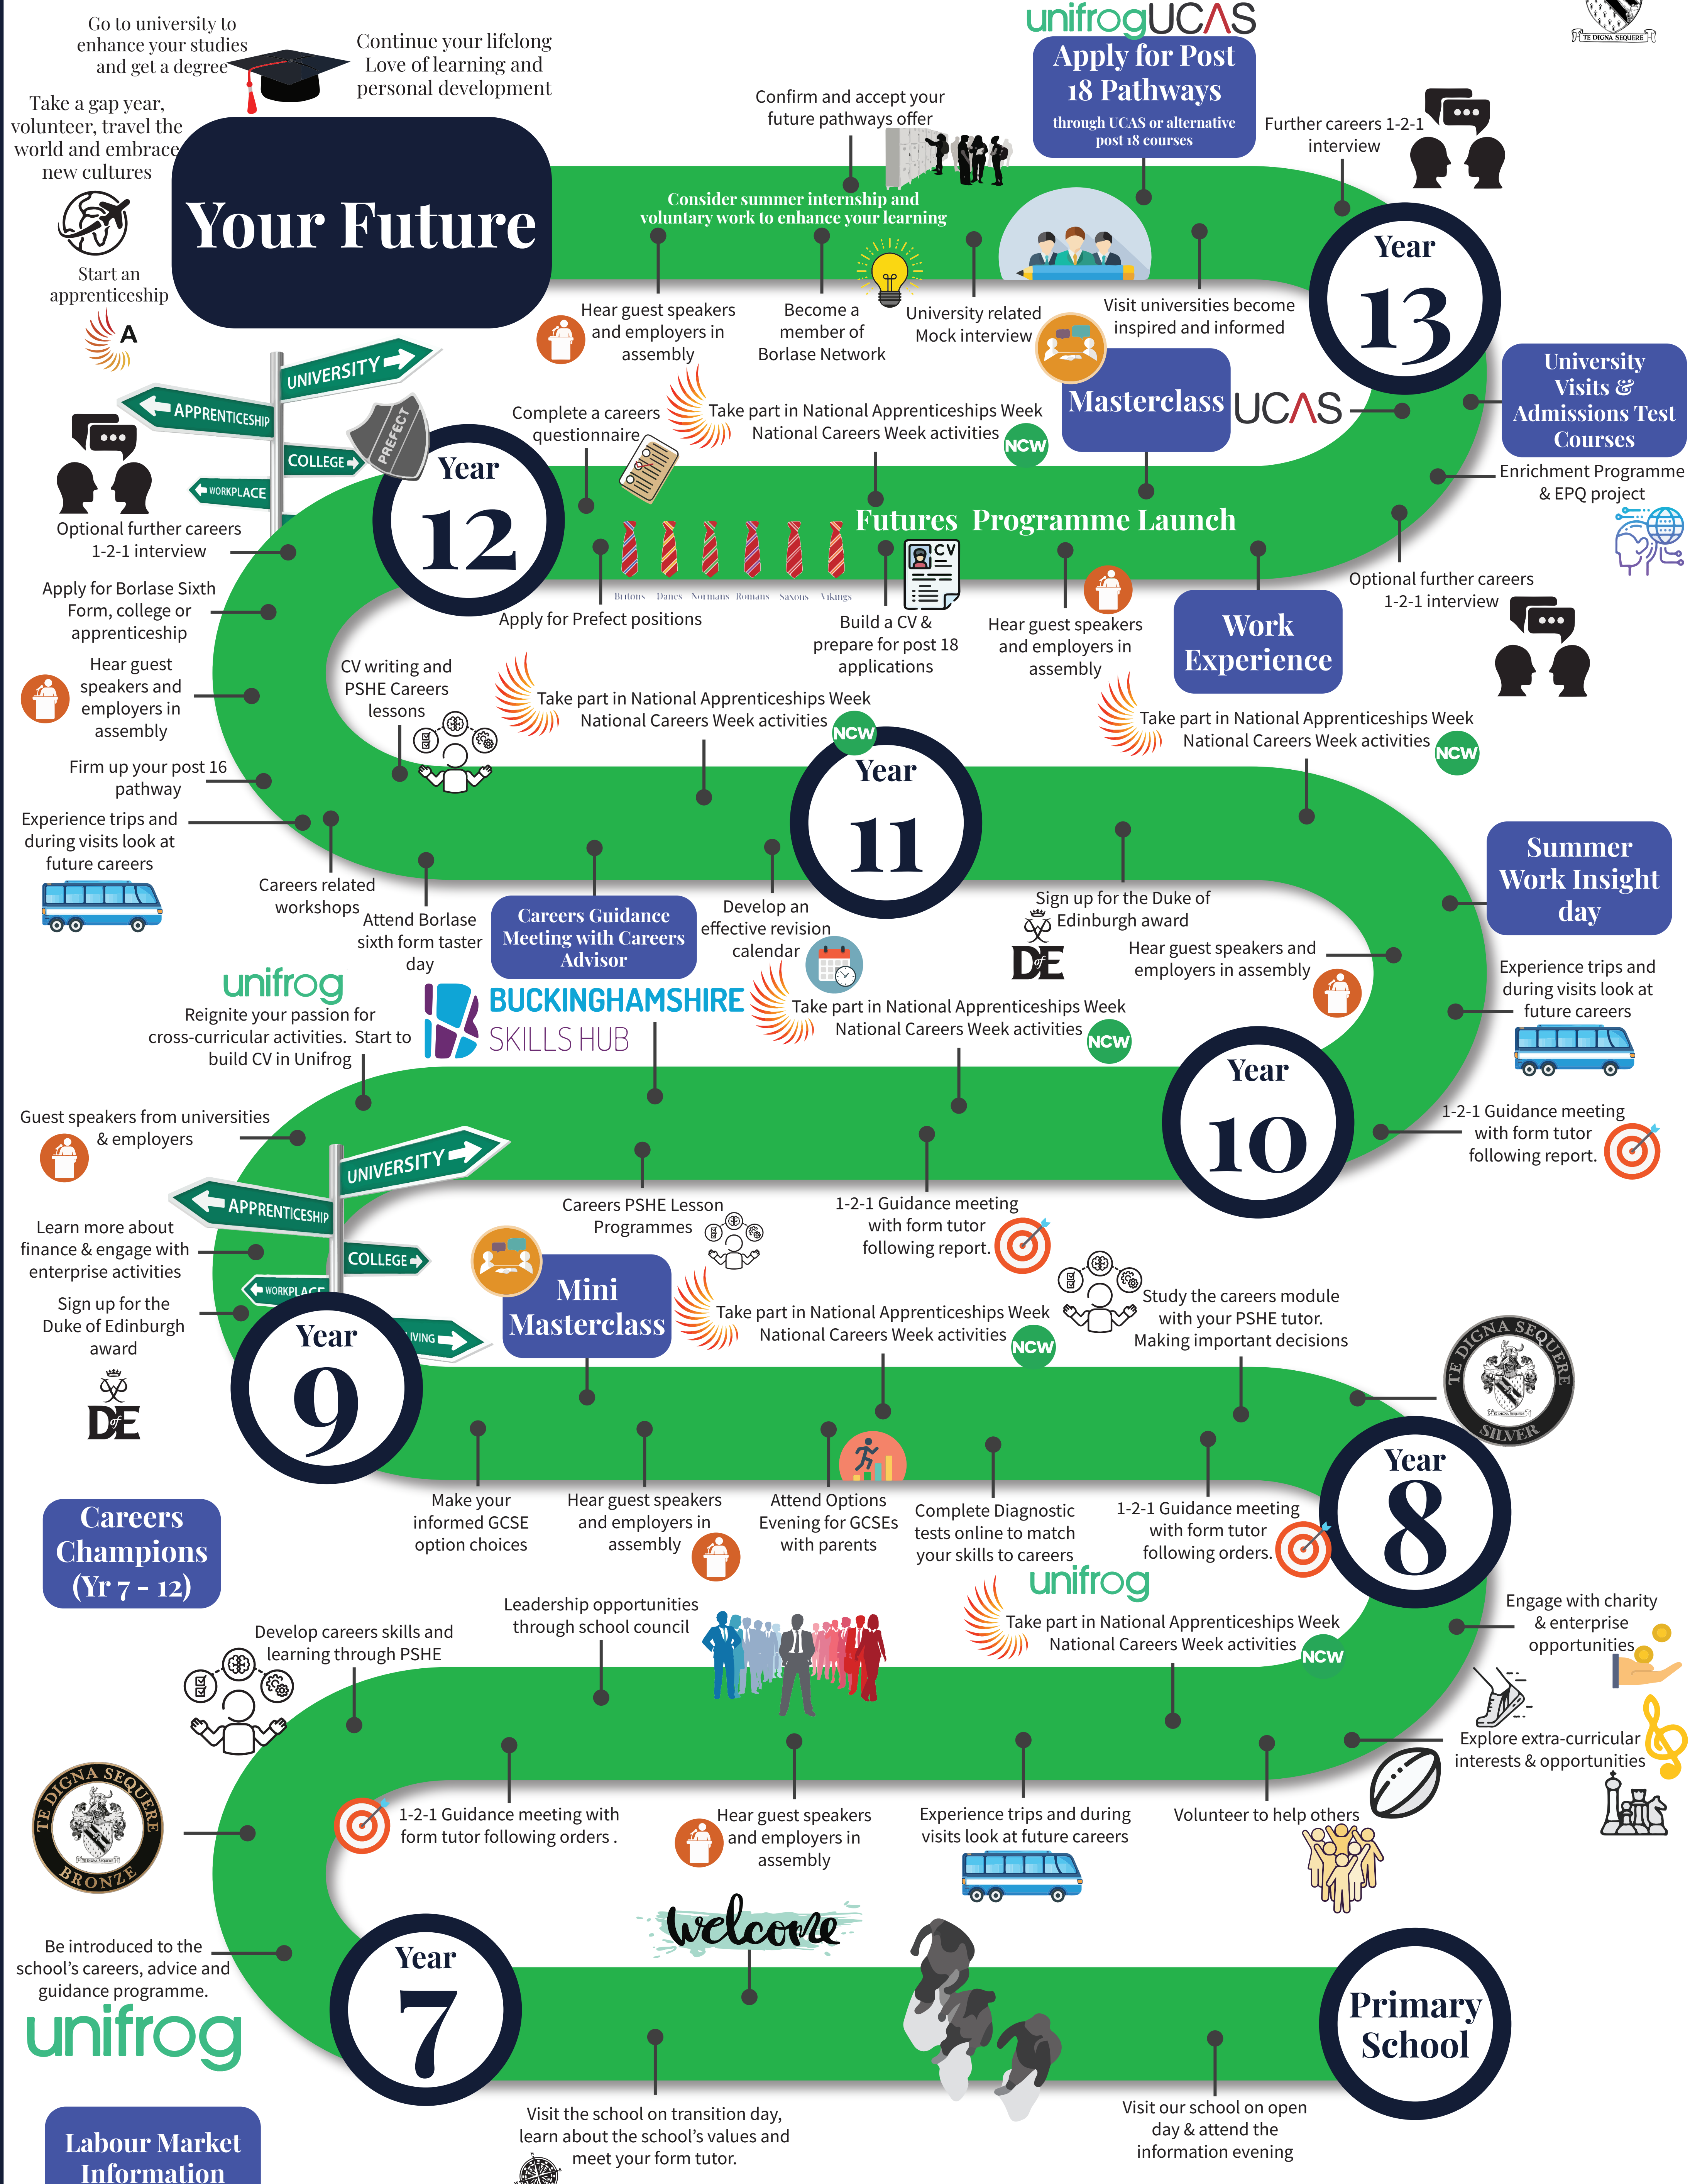 Go to university to
enhance your studies
and get a degree
Continue your lifelong
Love of learning and
personal development
Take a gap year,
volunteer, travel the
world and embrace
new cultures
Start an
apprenticeship
A
Your Future
unifrog UCAS
Apply for Post
18 Pathways
through UCAS or alternative
post 18 courses
TE DIGNA SEQUERE
Confirm and accept your
future pathways offer
Further careers 1-2-1
interview
Consider summer internship and
voluntary work to enhance your learning
Hear guest speakers
and employers in
assembly
Become a
member of
Borlase Network
University related
Mock interview
Visit universities become
inspired and informed
Year
13
University
Visits &
Admissions Test
Courses
Masterclass
UCAS
Enrichment Programme
& EPQ project
Optional further careers
1-2-1 interview
UNIVERSITY
APPRENTICESHIP
COLLEGE
WORKPLACE
PREFECT
Year
12
Complete a careers
questionnaire
Take part in National Apprenticeships Week
National Careers Week activities
NCW
Futures Programme Launch
Britons Danes Normans Romans Saxons Vikings
CV
Apply for Prefect positions
Build a CV &
prepare for post 18
applications
Hear guest speakers
and employers in
assembly
Work
Experience
Optional further careers
1-2-1 interview
Apply for Borlase Sixth
Form, college or
apprenticeship
Hear guest
speakers and
employers in
assembly
Firm up your post 16
pathway
Experience trips and
during visits look at
future careers
CV writing and
PSHE Careers
lessons
Take part in National Apprenticeships Week
National Careers Week activities
NCW
Year
11
Take part in National Apprenticeships Week
National Careers Week activities
NCW
Careers related
workshops
Attend Borlase
sixth form taster
day
Careers Guidance
Meeting with Careers
Advisor
Develop an
effective revision
calendar
Sign up for the Duke of
Edinburgh award
DofE
Hear guest speakers and
employers in assembly
Summer
Work Insight
day
Experience trips and
during visits look at
future careers
1-2-1 Guidance meeting
with form tutor
following report.
unifrog
Reignite your passion for
cross-curricular activities. Start to
build CV in Unifrog
BUCKINGHAMSHIRE
SKILLS HUB
Take part in National Apprenticeships Week
National Careers Week activities
NCW
Year
10
Guest speakers from universities
& employers
UNIVERSITY
APPRENTICESHIP
COLLEGE
WORKPLACE
LIVING
Learn more about
finance & engage with
enterprise activities
Sign up for the
Duke of Edinburgh
award
DofE
Careers PSHE Lesson
Programmes
1-2-1 Guidance meeting
with form tutor
following report.
Year
9
Mini
Masterclass
Take part in National Apprenticeships Week
National Careers Week activities
NCW
Study the careers module
with your PSHE tutor.
Making important decisions
TE DIGNA SEQUERE
TE DIGNA SEQUERE
SILVER
Year
8
Make your
informed GCSE
option choices
Hear guest speakers
and employers in
assembly
Attend Options
Evening for GCSEs
with parents
Complete Diagnostic
tests online to match
your skills to careers
unifrog
1-2-1 Guidance meeting
with form tutor
following orders.
Careers
Champions
(Yr 7 - 12)
Develop careers skills and
learning through PSHE
Leadership opportunities
through school council
Take part in National Apprenticeships Week
National Careers Week activities
NCW
Engage with charity
& enterprise
opportunities
Explore extra-curricular
interests & opportunities
TE DIGNA SEQUERE
TE DIGNA SEQUERE
BRONZE
1-2-1 Guidance meeting with
form tutor following orders .
Hear guest speakers
and employers in
assembly
Experience trips and during
visits look at future careers
Volunteer to help others
Be introduced to the
school's careers, advice and
guidance programme.
unifrog
Year
7
welcome
Primary
School
Visit the school on transition day,
learn about the school's values and
meet your form tutor.
Visit our school on open
day & attend the
information evening
Labour Market
Information